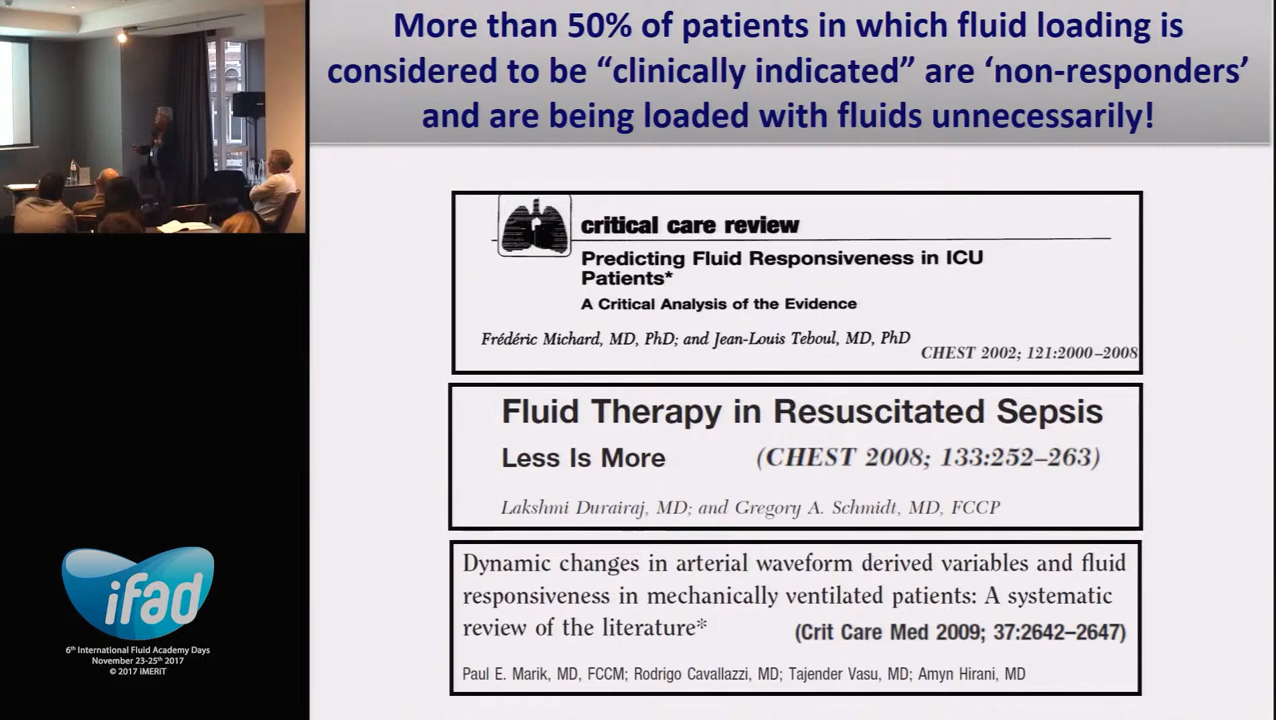 More than 50% of patients in which fluid loading is
considered to be “clinically indicated” are ‘non-responders’
and are being loaded with fluids unnecessarily!
critical care review
Predicting Fluid Responsiveness in ICU
Patients*
A Critical Analysis of the Evidence
Frédéric Michard, MD, PhD; and Jean-Louis Teboul, MD, PhD
CHEST 2002; 121:2000–2008
Fluid Therapy in Resuscitated Sepsis
Less Is More (CHEST 2008; 133:252–263)
Lakshmi Durairaj, MD; and Gregory A. Schmidt, MD, FCCP
Dynamic changes in arterial waveform derived variables and fluid
responsiveness in mechanically ventilated patients: A systematic
review of the literature* (Crit Care Med 2009; 37:2642–2647)
Paul E. Marik, MD, FCCM; Rodrigo Cavallazzi, MD; Tajender Vasu, MD; Amyn Hirani, MD
ifad
6th International Fluid Academy Days
November 23-25th 2017
© 2017 iMERiT